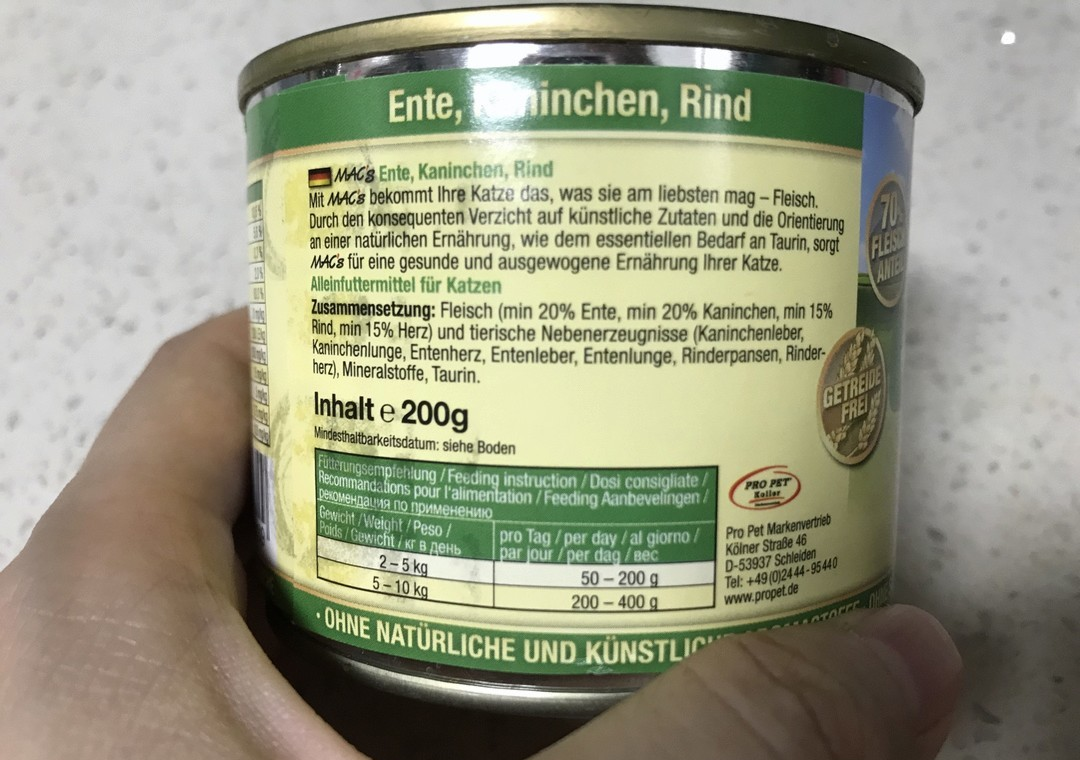 Ente, Kaninchen, Rind
MAC's Ente, Kaninchen, Rind
Mit MAC's bekommt Ihre Katze das, was sie am liebsten mag – Fleisch.
Durch den konsequenten Verzicht auf künstliche Zutaten und die Orientierung
an einer natürlichen Ernährung, wie dem essentiellen Bedarf an Taurin, sorgt
MAC's für eine gesunde und ausgewogene Ernährung Ihrer Katze.
Alleinfuttermittel für Katzen
Zusammensetzung: Fleisch (min 20% Ente, min 20% Kaninchen, min 15%
Rind, min 15% Herz) und tierische Nebenerzeugnisse (Kaninchenleber,
Kaninchenlunge, Entenherz, Entenleber, Entenlunge, Rinderpansen, Rinder-
herz), Mineralstoffe, Taurin.
Inhalt e 200g
Mindesthaltbarkeitsdatum: siehe Boden
Fütterungsempfehlung / Feeding instruction / Dosi consigliate /
Recommandations pour l'alimentation / Feeding Aanbevelingen /
рекомендация по применению
Gewicht / Weight / Peso /
Poids / Gewicht / кг в день
pro Tag / per day / al giorno /
par jour / per dag / вес
2 – 5 kg
50 – 200 g
5 – 10 kg
200 – 400 g
70%
FLEISCH
ANTEIL
GETREIDE
FREI
PRO PET
Koller
Pro Pet Markenvertrieb
Kölner Straße 46
D-53937 Schleiden
Tel: +49 (0)2444-95440
www.propet.de
• OHNE NATÜRLICHE UND